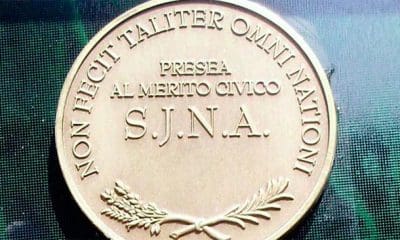 NON FECIT TALITER OMNI NATIONI
PRESEA
AL MERITO CIVICO
S.J.N.A.